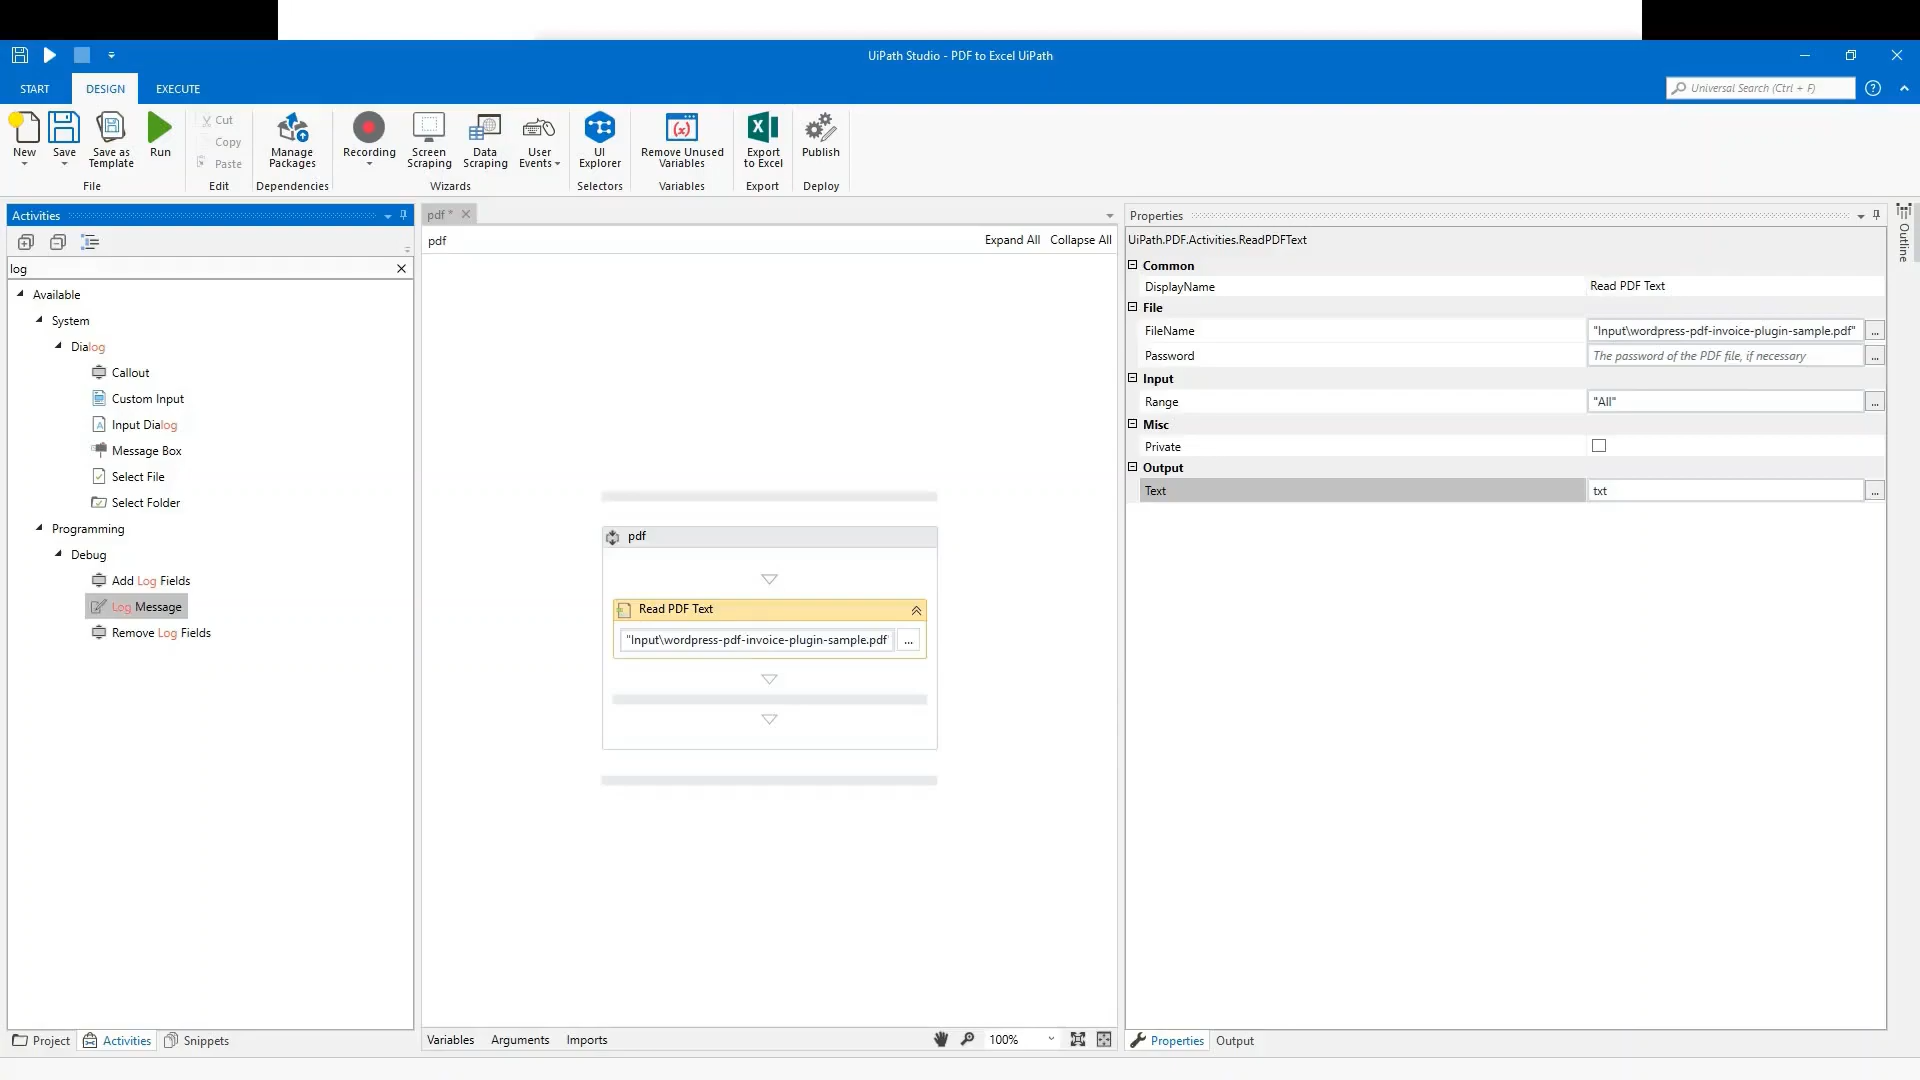 UiPath Studio - PDF to Excel UiPath
START DESIGN EXECUTE
Universal Search (Ctrl + F)
New
Save
Save as Template
Run
Cut
Copy
Paste
Manage Packages
Recording
Screen Scraping
Data Scraping
User Events
UI Explorer
Remove Unused Variables
Export to Excel
Publish
File Edit Dependencies Wizards Selectors Variables Export Deploy
Activities
log
Available
System
Dialog
Callout
Custom Input
Input Dialog
Message Box
Select File
Select Folder
Programming
Debug
Add Log Fields
Log Message
Remove Log Fields
Project Activities Snippets
pdf *
pdf Expand All Collapse All
pdf
Read PDF Text
"Input\wordpress-pdf-invoice-plugin-sample.pdf' ...
Variables Arguments Imports 100%
Properties
UiPath.PDF.Activities.ReadPDFText
Common
DisplayName Read PDF Text
File
FileName "Input\wordpress-pdf-invoice-plugin-sample.pdf" ...
Password The password of the PDF file, if necessary ...
Input
Range "All" ...
Misc
Private
Output
Text txt ...
Properties Output
Outline